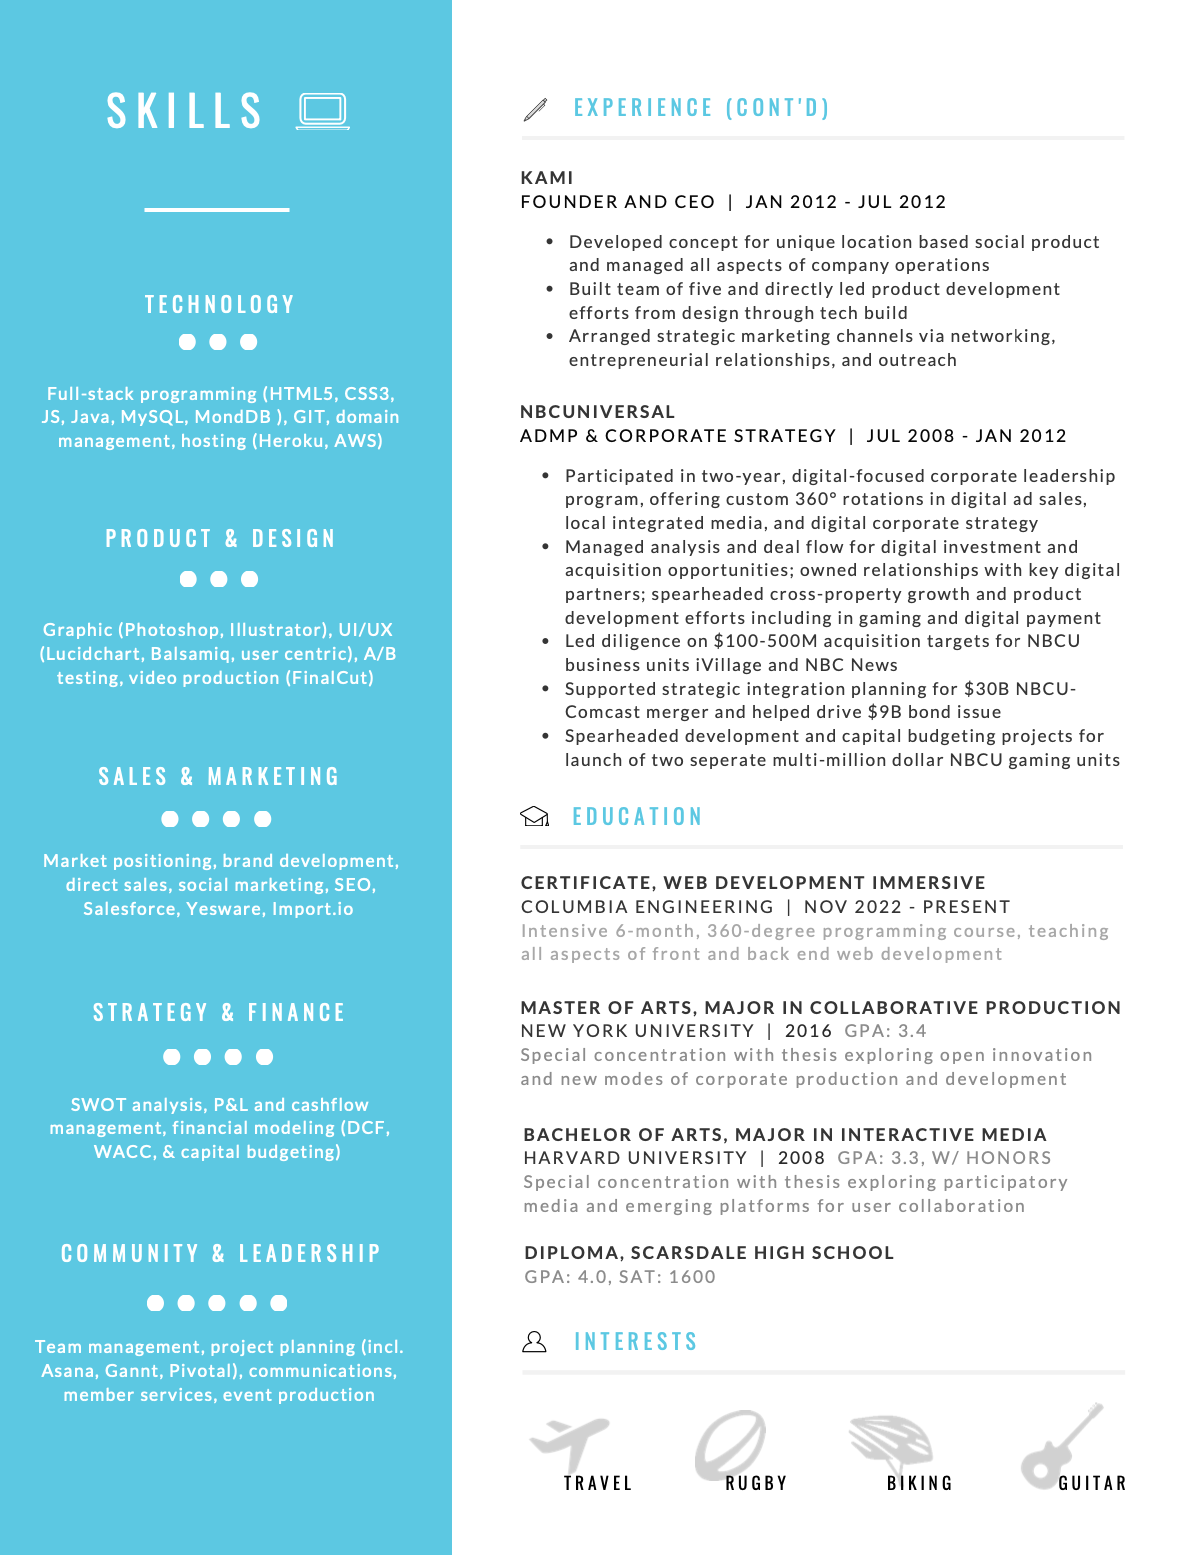 SKILLS
TECHNOLOGY
Full-stack programming (HTML5, CSS3,
JS, Java, MySQL, MondDB ), GIT, domain
management, hosting (Heroku, AWS)
PRODUCT & DESIGN
Graphic (Photoshop, Illustrator), UI/UX
(Lucidchart, Balsamiq, user centric), A/B
testing, video production (FinalCut)
SALES & MARKETING
Market positioning, brand development,
direct sales, social marketing, SEO,
Salesforce, Yesware, Import.io
STRATEGY & FINANCE
SWOT analysis, P&L and cashflow
management, financial modeling (DCF,
WACC, & capital budgeting)
COMMUNITY & LEADERSHIP
Team management, project planning (incl.
Asana, Gannt, Pivotal), communications,
member services, event production
EXPERIENCE (CONT'D)
KAMI
FOUNDER AND CEO | JAN 2012 - JUL 2012
• Developed concept for unique location based social product
and managed all aspects of company operations
• Built team of five and directly led product development
efforts from design through tech build
• Arranged strategic marketing channels via networking,
entrepreneurial relationships, and outreach
NBCUNIVERSAL
ADMP & CORPORATE STRATEGY | JUL 2008 - JAN 2012
• Participated in two-year, digital-focused corporate leadership
program, offering custom 360° rotations in digital ad sales,
local integrated media, and digital corporate strategy
• Managed analysis and deal flow for digital investment and
acquisition opportunities; owned relationships with key digital
partners; spearheaded cross-property growth and product
development efforts including in gaming and digital payment
• Led diligence on $100-500M acquisition targets for NBCU
business units iVillage and NBC News
• Supported strategic integration planning for $30B NBCU-
Comcast merger and helped drive $9B bond issue
• Spearheaded development and capital budgeting projects for
launch of two seperate multi-million dollar NBCU gaming units
EDUCATION
CERTIFICATE, WEB DEVELOPMENT IMMERSIVE
COLUMBIA ENGINEERING | NOV 2022 - PRESENT
Intensive 6-month, 360-degree programming course, teaching
all aspects of front and back end web development
MASTER OF ARTS, MAJOR IN COLLABORATIVE PRODUCTION
NEW YORK UNIVERSITY | 2016 GPA: 3.4
Special concentration with thesis exploring open innovation
and new modes of corporate production and development
BACHELOR OF ARTS, MAJOR IN INTERACTIVE MEDIA
HARVARD UNIVERSITY | 2008 GPA: 3.3, W/ HONORS
Special concentration with thesis exploring participatory
media and emerging platforms for user collaboration
DIPLOMA, SCARSDALE HIGH SCHOOL
GPA: 4.0, SAT: 1600
INTERESTS
TRAVEL RUGBY BIKING GUITAR